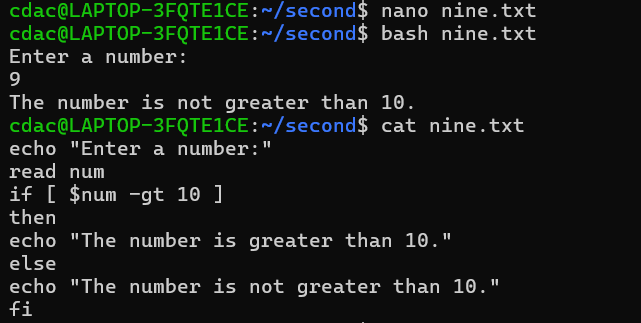 cdac@LAPTOP-3FQTE1CE:~/second$ nano nine.txt
cdac@LAPTOP-3FQTE1CE:~/second$ bash nine.txt
Enter a number:
9
The number is not greater than 10.
cdac@LAPTOP-3FQTE1CE:~/second$ cat nine.txt
echo "Enter a number:"
read num
if [ $num -gt 10 ]
then
echo "The number is greater than 10."
else
echo "The number is not greater than 10."
fi